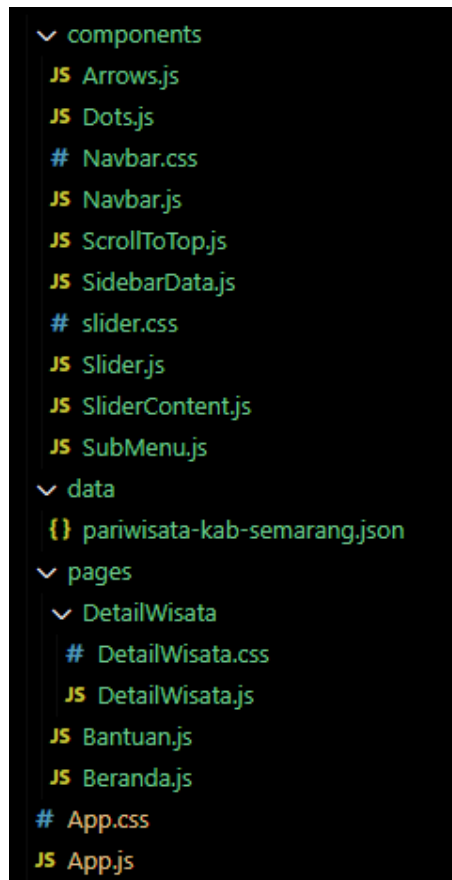 components
JS Arrows.js
JS Dots.js
# Navbar.css
JS Navbar.js
JS ScrollToTop.js
JS SidebarData.js
# slider.css
JS Slider.js
JS SliderContent.js
JS SubMenu.js
data
{} pariwisata-kab-semarang.json
pages
DetailWisata
# DetailWisata.css
JS DetailWisata.js
JS Bantuan.js
JS Beranda.js
# App.css
JS App.js